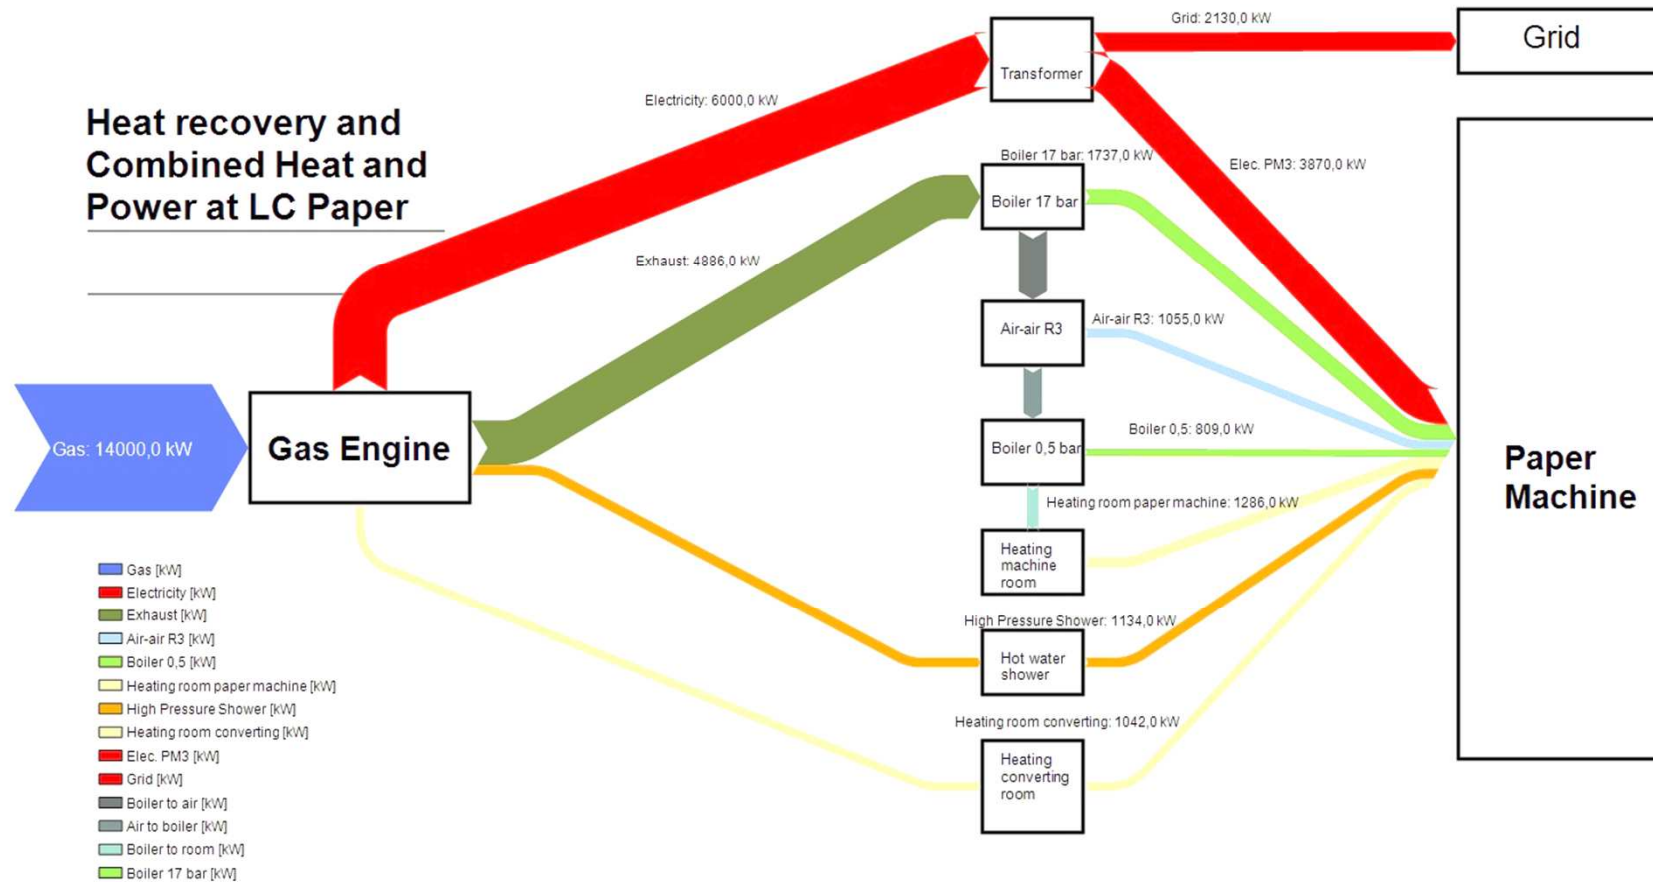 Grid: 2130,0 kW
Grid
Transformer
Electricity: 6000,0 kW
Heat recovery and
Combined Heat and
Power at LC Paper
Boiler 17 bar: 1737,0 kW
Elec. PM3: 3870,0 kW
Boiler 17 bar
Exhaust: 4886,0 kW
Air-air R3
Air-air R3: 1055,0 kW
Gas: 14000,0 kW
Gas Engine
Boiler 0,5 bar
Boiler 0,5: 809,0 kW
Paper
Machine
Heating room paper machine: 1286,0 kW
Heating
machine
room
High Pressure Shower: 1134,0 kW
Hot water
shower
Heating room converting: 1042,0 kW
Heating
converting
room
Gas [kW]
Electricity [kW]
Exhaust [kW]
Air-air R3 [kW]
Boiler 0,5 [kW]
Heating room paper machine [kW]
High Pressure Shower [kW]
Heating room converting [kW]
Elec. PM3 [kW]
Grid [kW]
Boiler to air [kW]
Air to boiler [kW]
Boiler to room [kW]
Boiler 17 bar [kW]